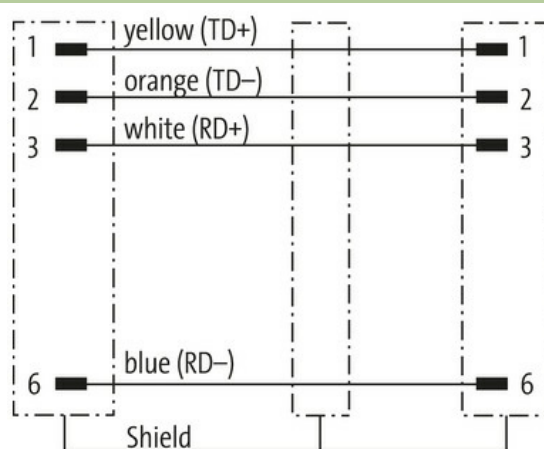 1 yellow (TD+) 1
2 orange (TD–) 2
3 white (RD+) 3
6 blue (RD–) 6
Shield